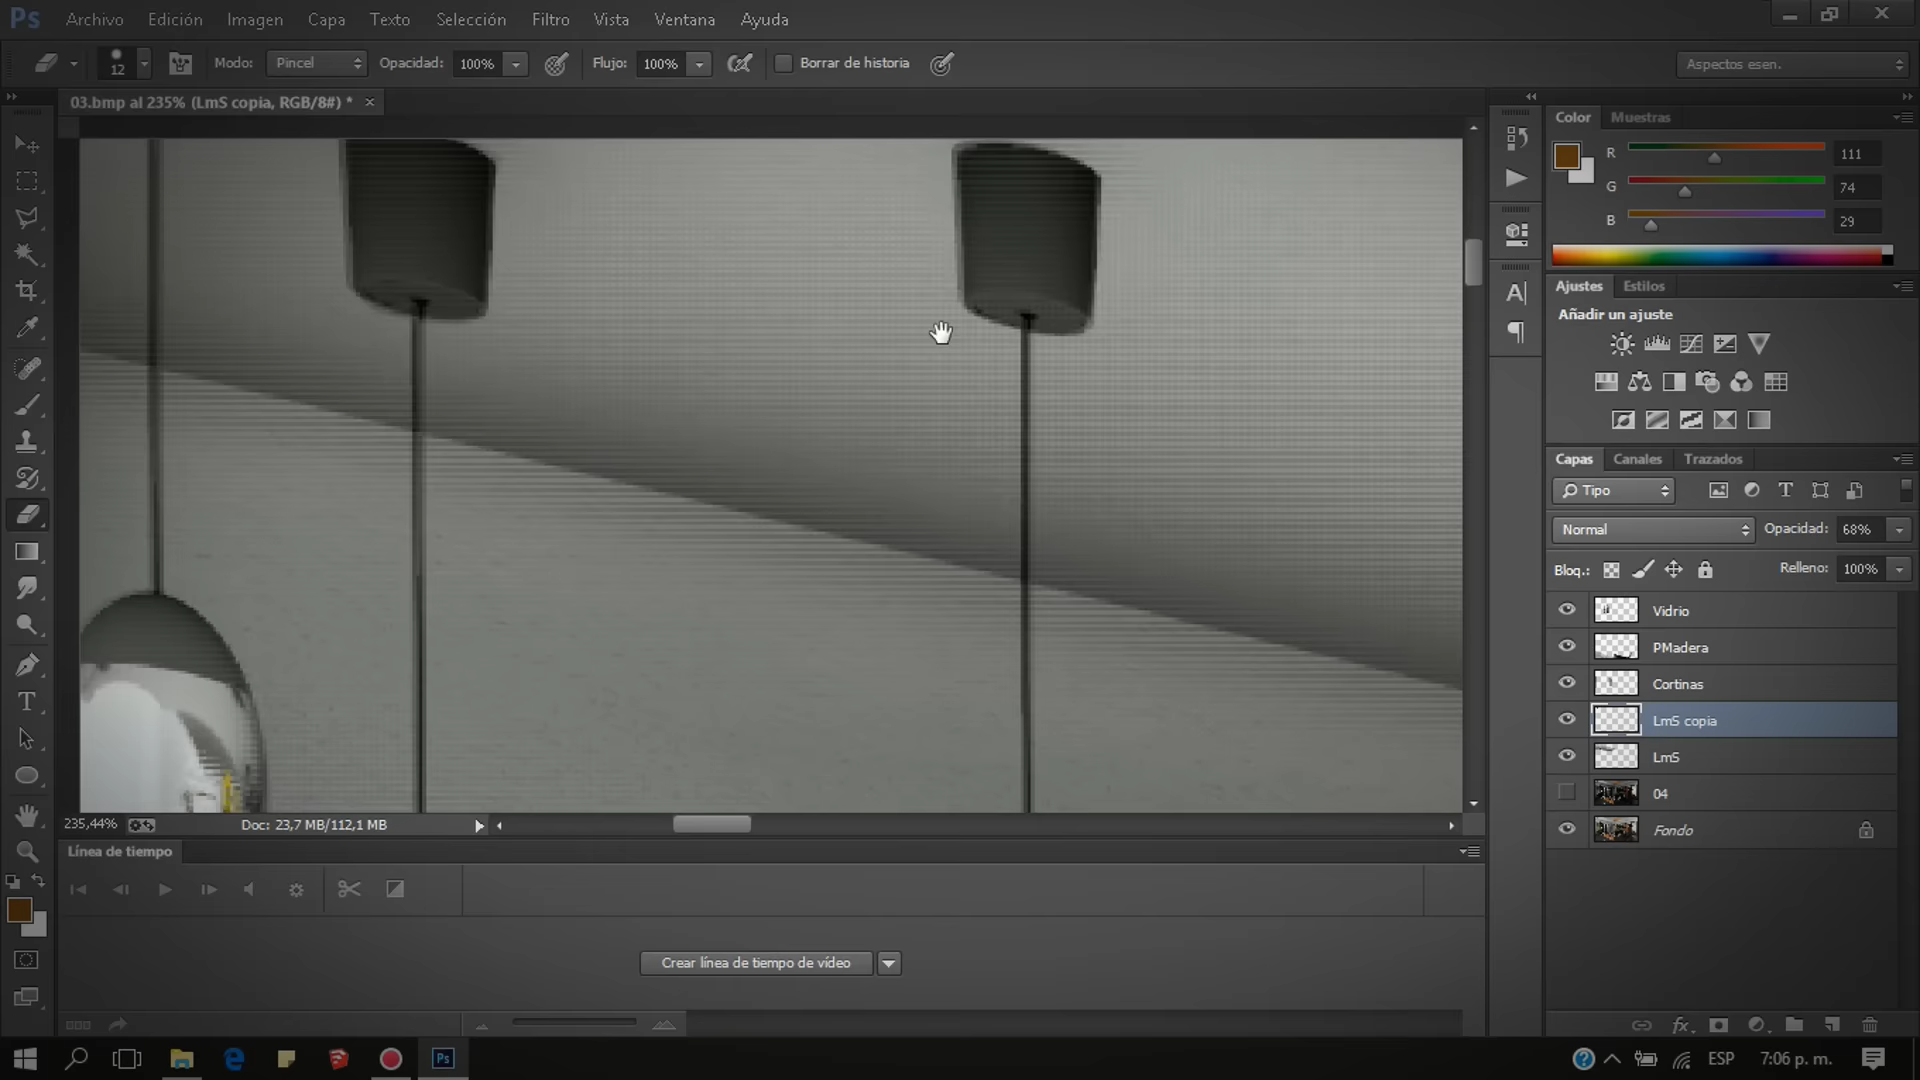 Ps Archivo Edición Imagen Capa Texto Selección Filtro Vista Ventana Ayuda
12 Modo: Pincel Opacidad: 100% Flujo: 100% Borrar de historia Aspectos esen.
03.bmp al 235% (LmS copia, RGB/8#) * ×
Color Muestras
R 111
G 74
B 29
Ajustes Estilos
Añadir un ajuste
Capas Canales Trazados
Tipo
Normal Opacidad: 68%
Bloq.: Relleno: 100%
Vidrio
PMadera
Cortinas
LmS copia
LmS
04
Fondo
235,44% Doc: 23,7 MB/112,1 MB
Línea de tiempo
Crear línea de tiempo de vídeo
Ps ESP 7:06 p. m.